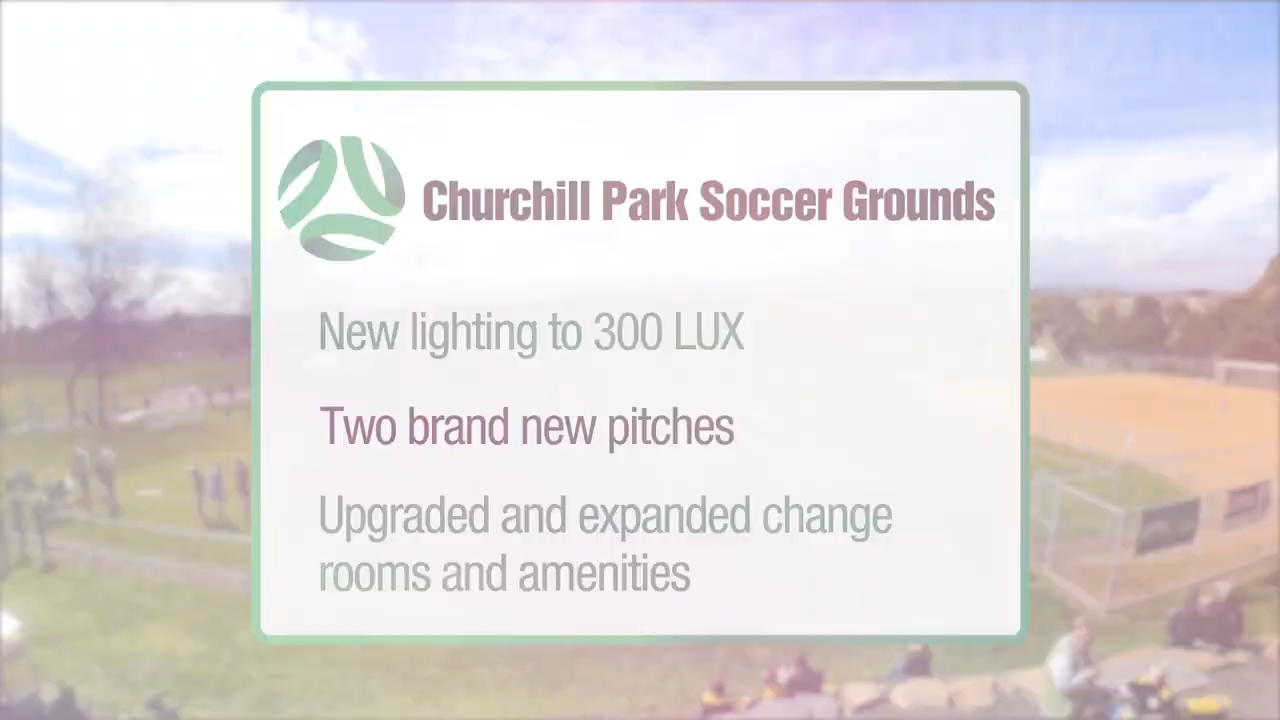 Churchill Park Soccer Grounds
New lighting to 300 LUX
Two brand new pitches
Upgraded and expanded change
rooms and amenities